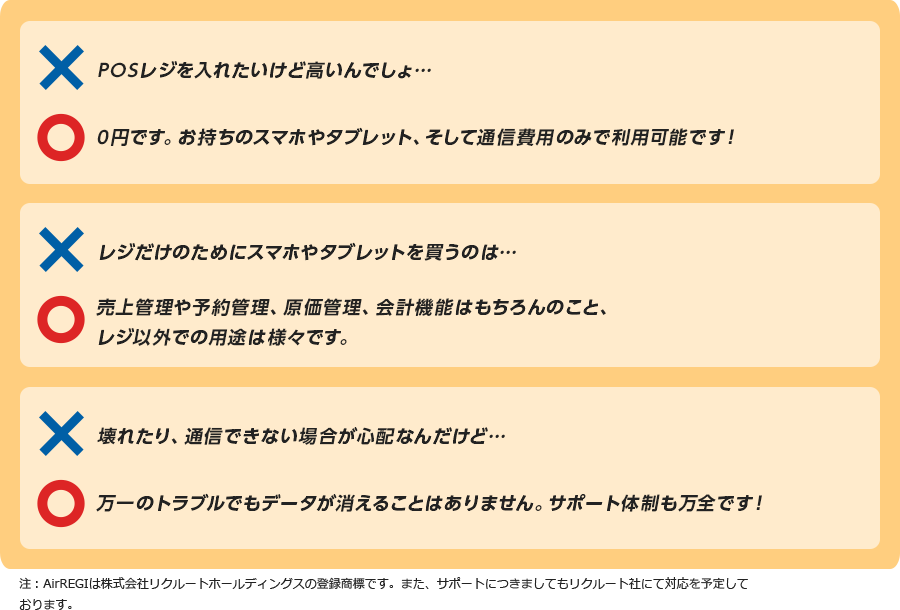 POSレジを入れたいけど高いんでしょ…
0円です。お持ちのスマホやタブレット、そして通信費用のみで利用可能です!
レジだけのためにスマホやタブレットを買うのは…
売上管理や予約管理、原価管理、会計機能はもちろんのこと、
レジ以外での用途は様々です。
壊れたり、通信できない場合が心配なんだけど…
万一のトラブルでもデータが消えることはありません。サポート体制も万全です!
注：AirREGIは株式会社リクルートホールディングスの登録商標です。また、サポートにつきましてもリクルート社にて対応を予定して
おります。